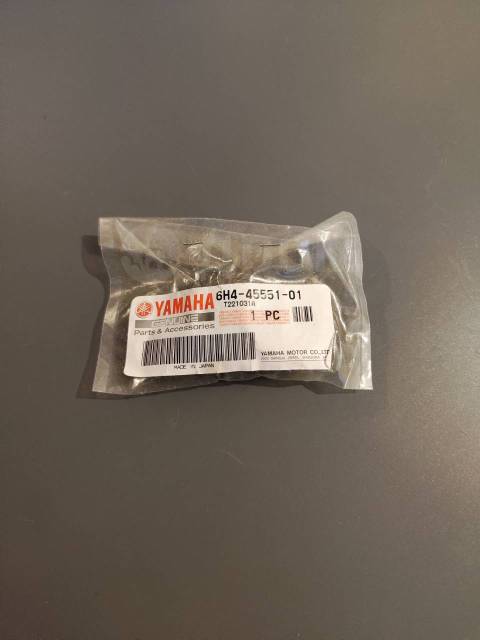 YAMAHA
6H4-45551-01
T221031A
GENUINE
Parts & Accessories
1 PC
MADE IN JAPAN
YAMAHA MOTOR CO.,LTD